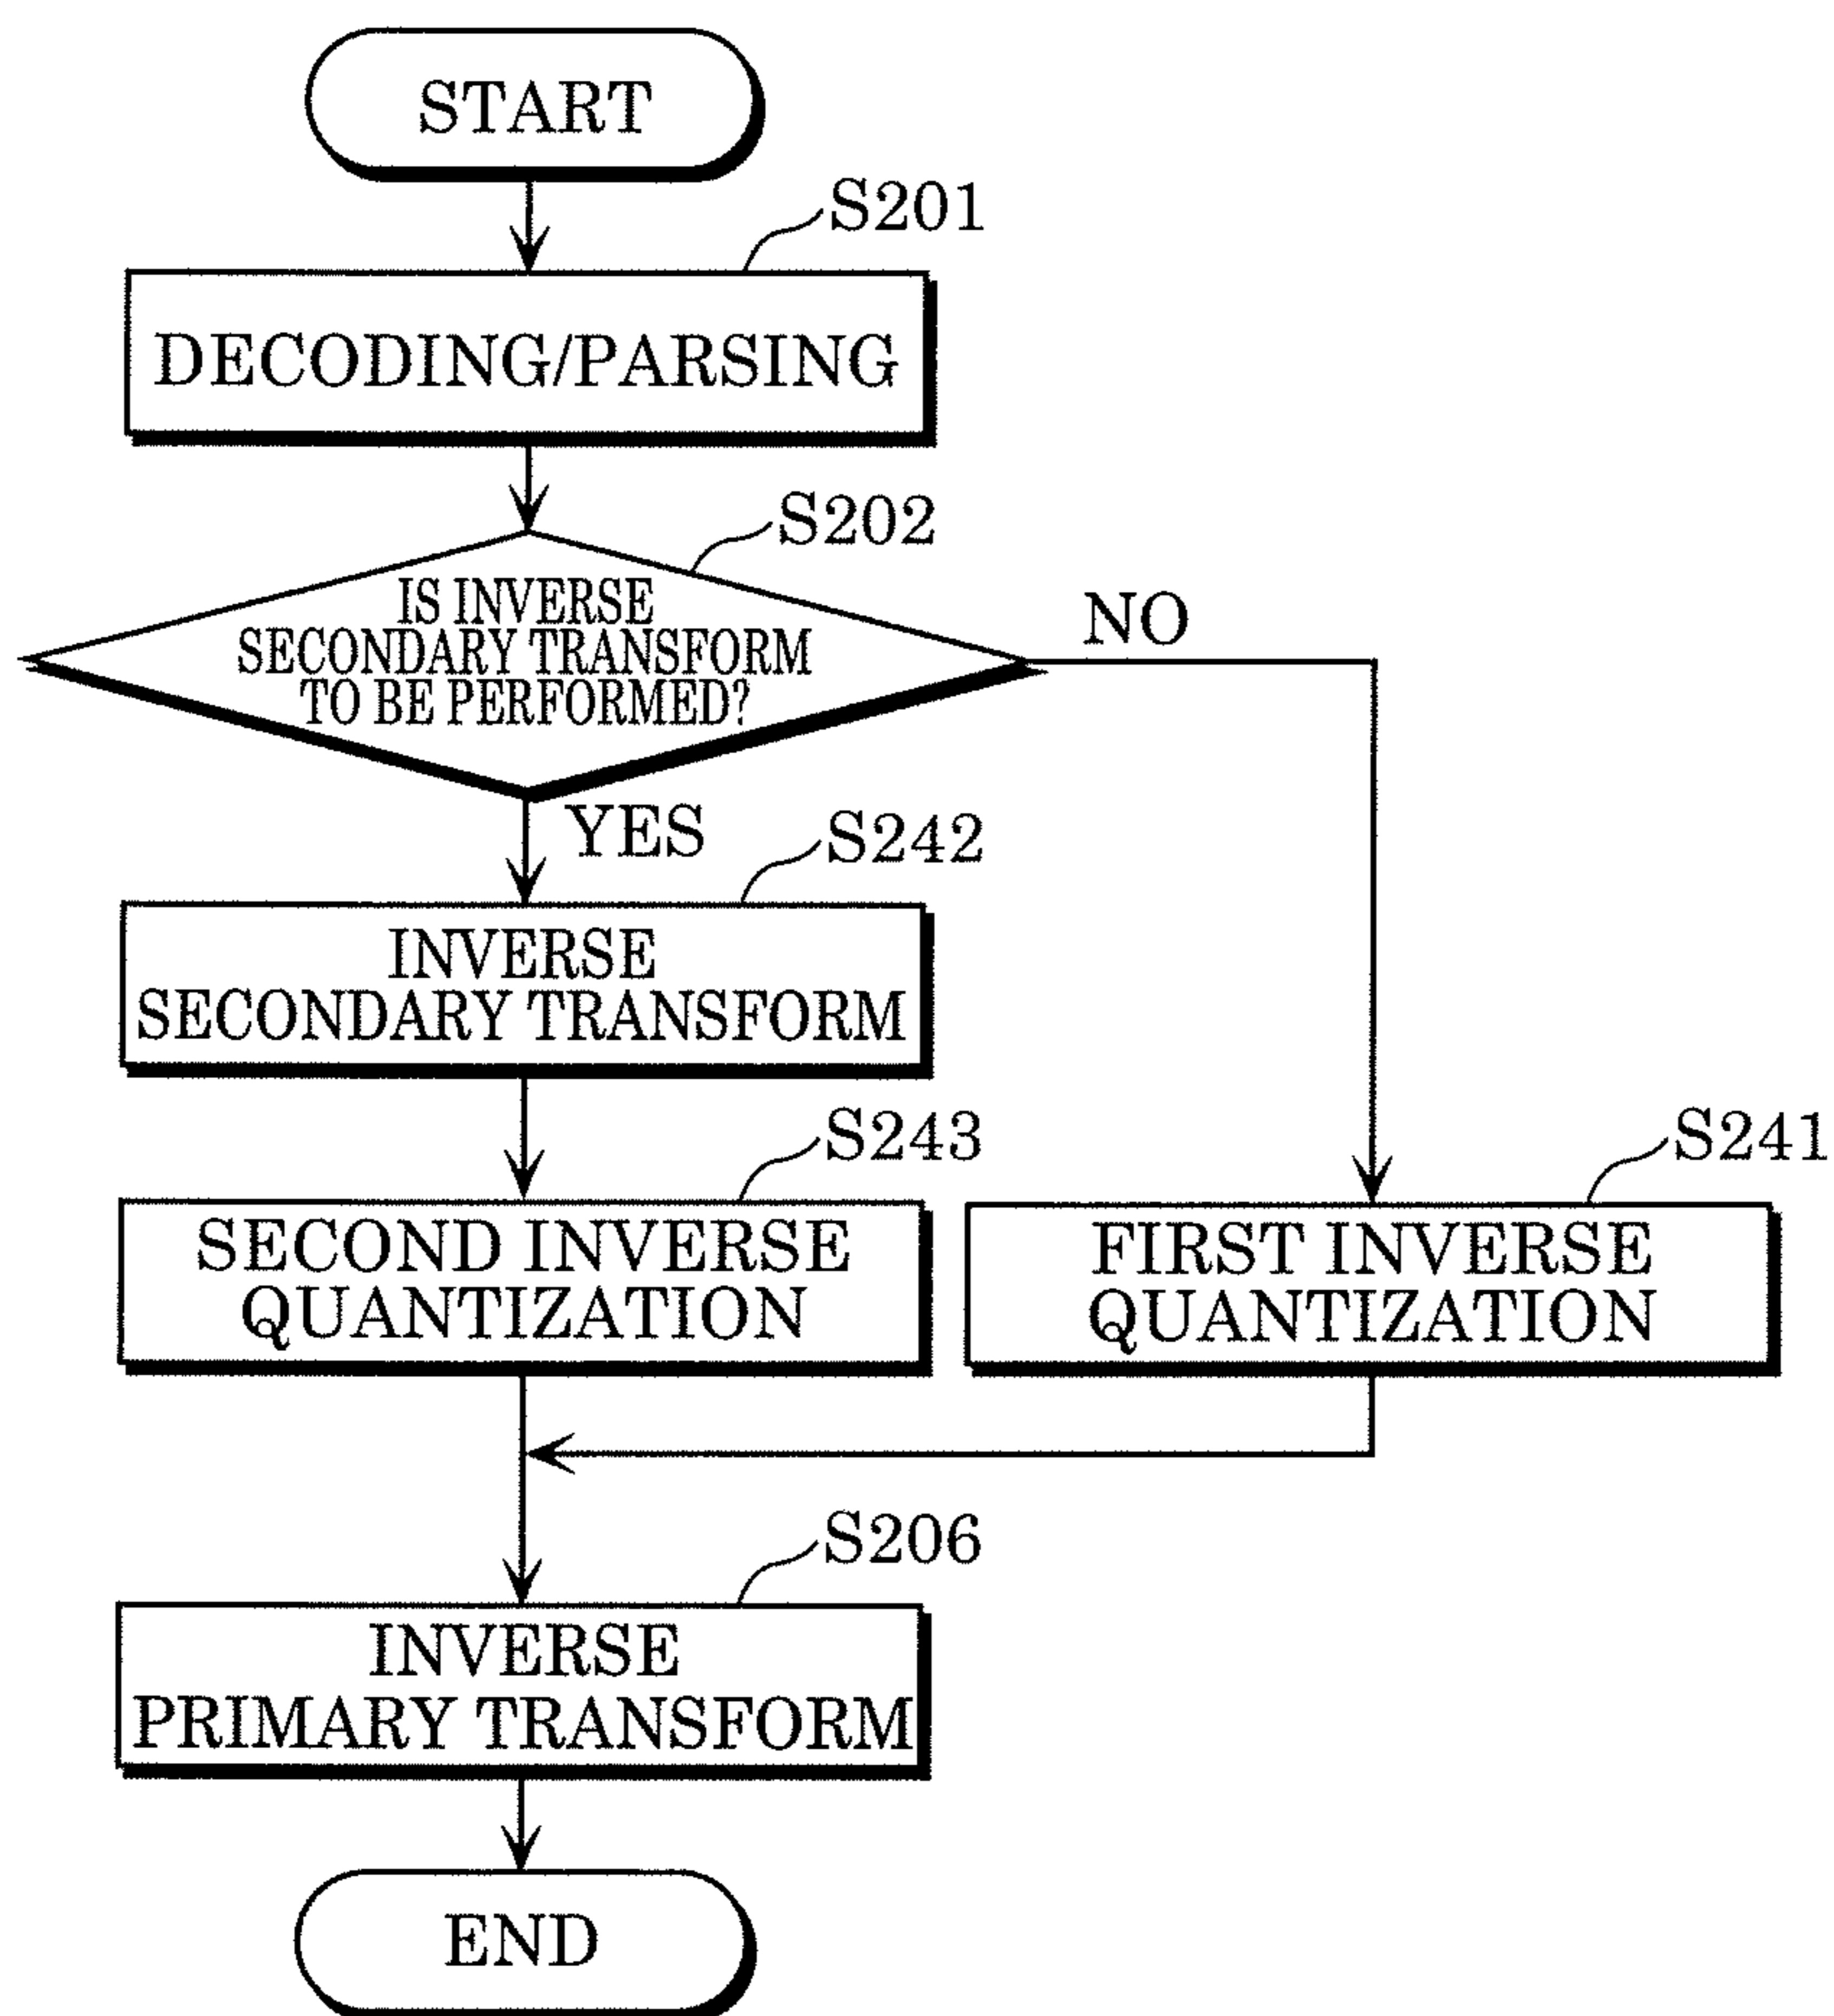 START
S201
DECODING/PARSING
S202
IS INVERSE
SECONDARY TRANSFORM
TO BE PERFORMED?
NO
YES
S242
INVERSE
SECONDARY TRANSFORM
S243
SECOND INVERSE
QUANTIZATION
S241
FIRST INVERSE
QUANTIZATION
S206
INVERSE
PRIMARY TRANSFORM
END